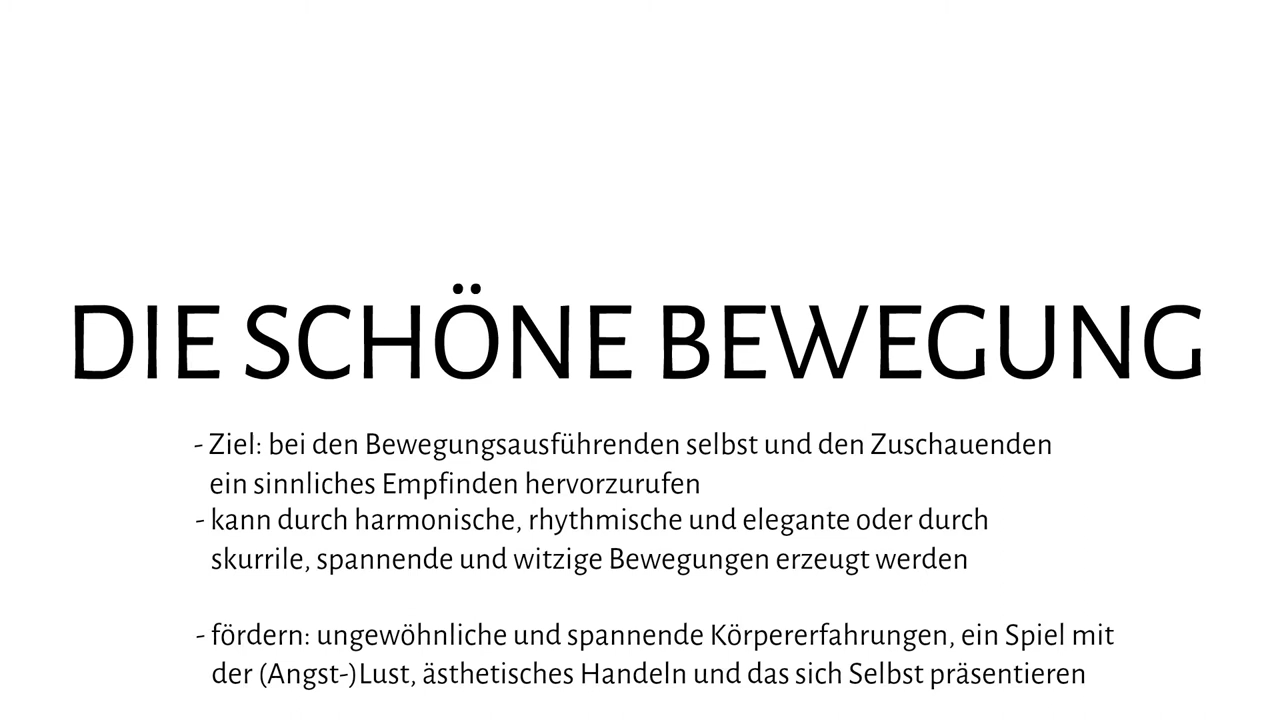 DIE SCHÖNE BEWEGUNG
- Ziel: bei den Bewegungsausführenden selbst und den Zuschauenden
ein sinnliches Empfinden hervorzurufen
- kann durch harmonische, rhythmische und elegante oder durch
skurrile, spannende und witzige Bewegungen erzeugt werden
- fördern: ungewöhnliche und spannende Körpererfahrungen, ein Spiel mit
der (Angst-)Lust, ästhetisches Handeln und das sich Selbst präsentieren